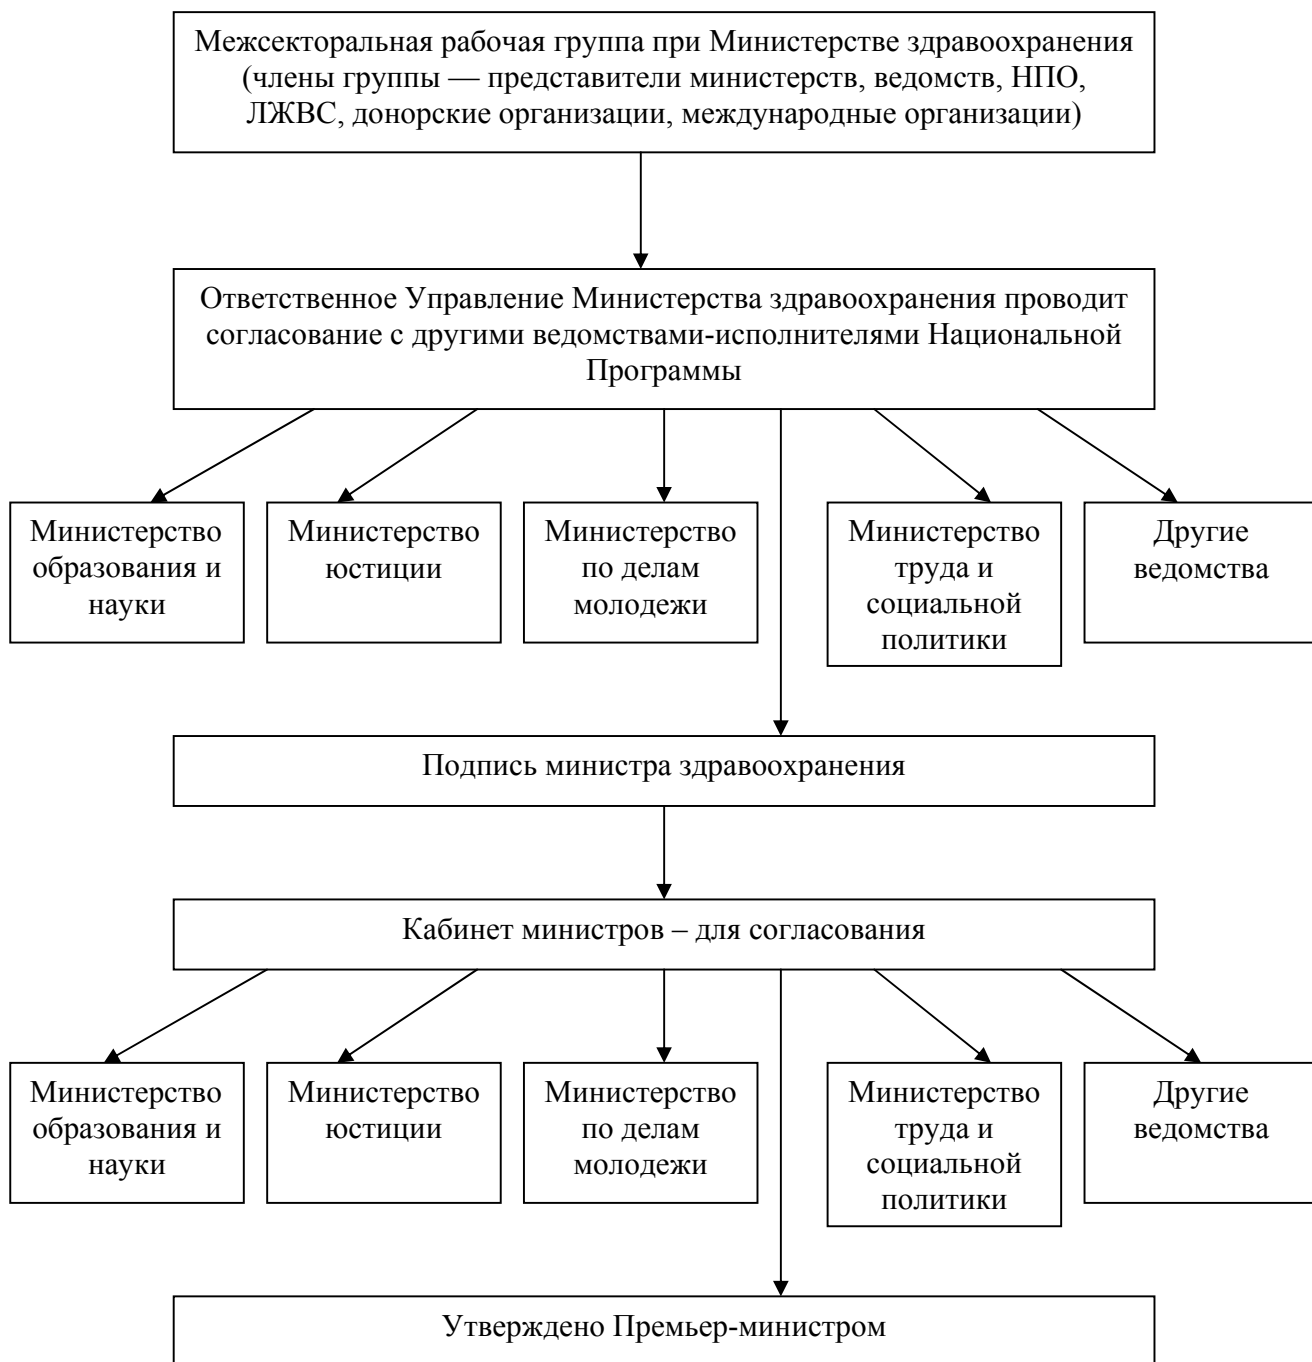 Межсекторальная рабочая группа при Министерстве здравоохранения
(члены группы — представители министерств, ведомств, НПО,
ЛЖВС, донорские организации, международные организации)
Ответственное Управление Министерства здравоохранения проводит
согласование с другими ведомствами-исполнителями Национальной
Программы
Министерство
образования и
науки
Министерство
юстиции
Министерство
по делам
молодежи
Министерство
труда и
социальной
политики
Другие
ведомства
Подпись министра здравоохранения
Кабинет министров – для согласования
Министерство
образования и
науки
Министерство
юстиции
Министерство
по делам
молодежи
Министерство
труда и
социальной
политики
Другие
ведомства
Утверждено Премьер-министром